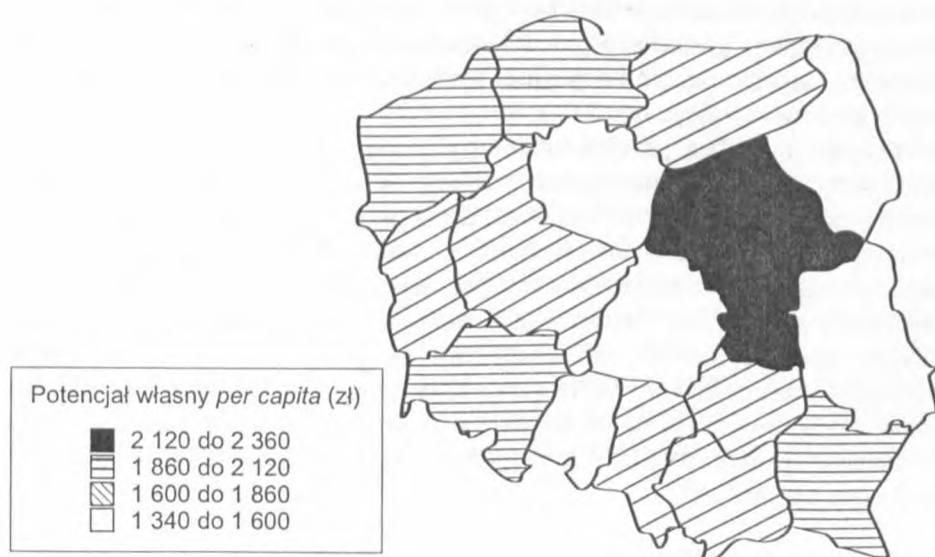 Potencjał własny per capita (zł)
2 120 do 2 360
1 860 do 2 120
1 600 do 1 860
1 340 do 1 600